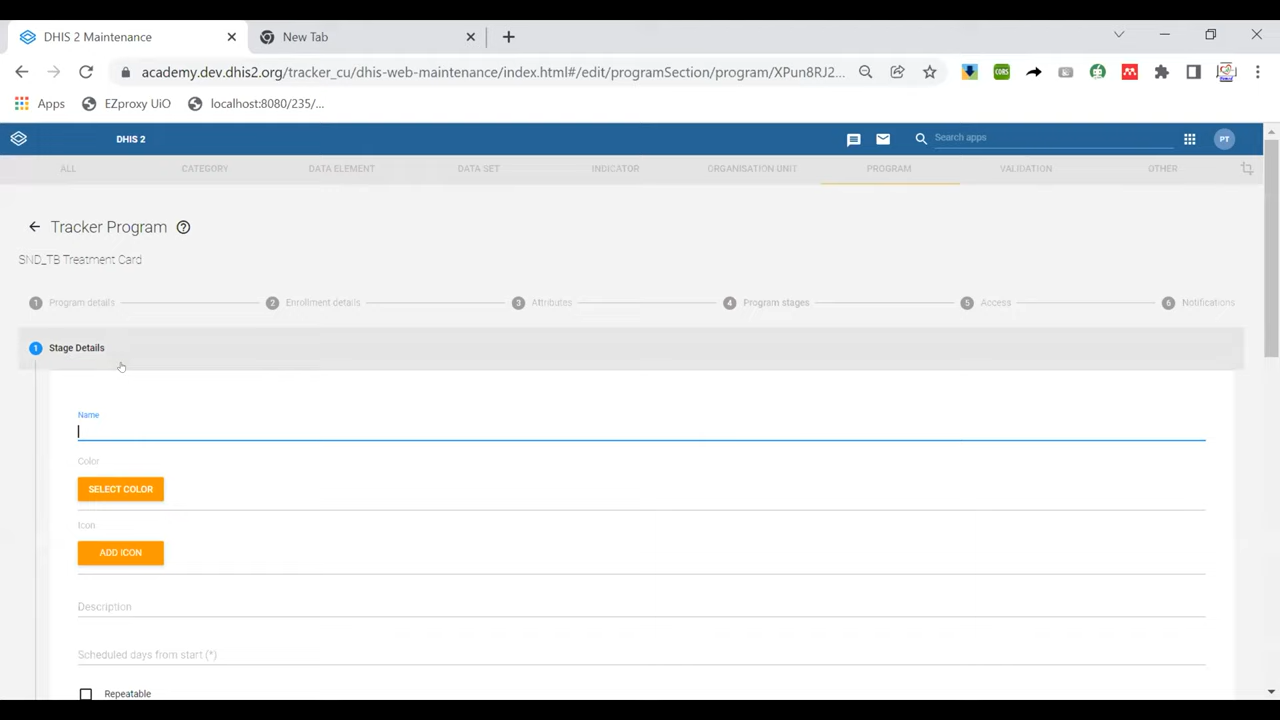 DHIS 2 Maintenance
New Tab
academy.dev.dhis2.org/tracker_cu/dhis-web-maintenance/index.html#/edit/programSection/program/XPun8RJ2...
CORS
Apps
EZproxy UiO
localhost:8080/235/...
DHIS 2
Search apps
PT
ALL
CATEGORY
DATA ELEMENT
DATA SET
INDICATOR
ORGANISATION UNIT
PROGRAM
VALIDATION
OTHER
Tracker Program
SND_TB Treatment Card
1 Program details
2 Enrollment details
3 Attributes
4 Program stages
5 Access
6 Notifications
1 Stage Details
Name
Color
SELECT COLOR
Icon
ADD ICON
Description
Scheduled days from start (*)
Repeatable